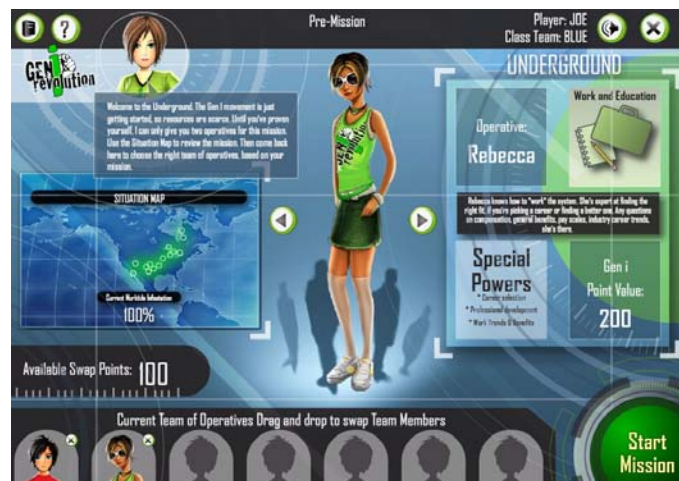 Pre-Mission
Player: JOE
Class Team: BLUE
?
GEN i
revolution
Welcome to the Underground. The Gen I movement is just
getting started, so resources are scarce. Until you've proven
yourself, I can only give you two operatives for this mission.
Use the Situation Map to review the mission. Then come back
here to choose the right team of operatives, based on your
mission.
SITUATION MAP
100%
Available Swap Points: 100
GEN
revolution
UNDERGROUND
Operative:
Rebecca
Work and Education
Rebecca knows how to "work" the system. She's expert at finding the
right fit, if you're picking a career or finding a better one. Any questions
on compensation, general benefits, pay scales, industry career trends,
she's there.
Special
Powers
* Career selection
* Professional development
* Work Trends & Benefits
Gen i
Point Value:
200
Current Team of Operatives Drag and drop to swap Team Members
Start
Mission